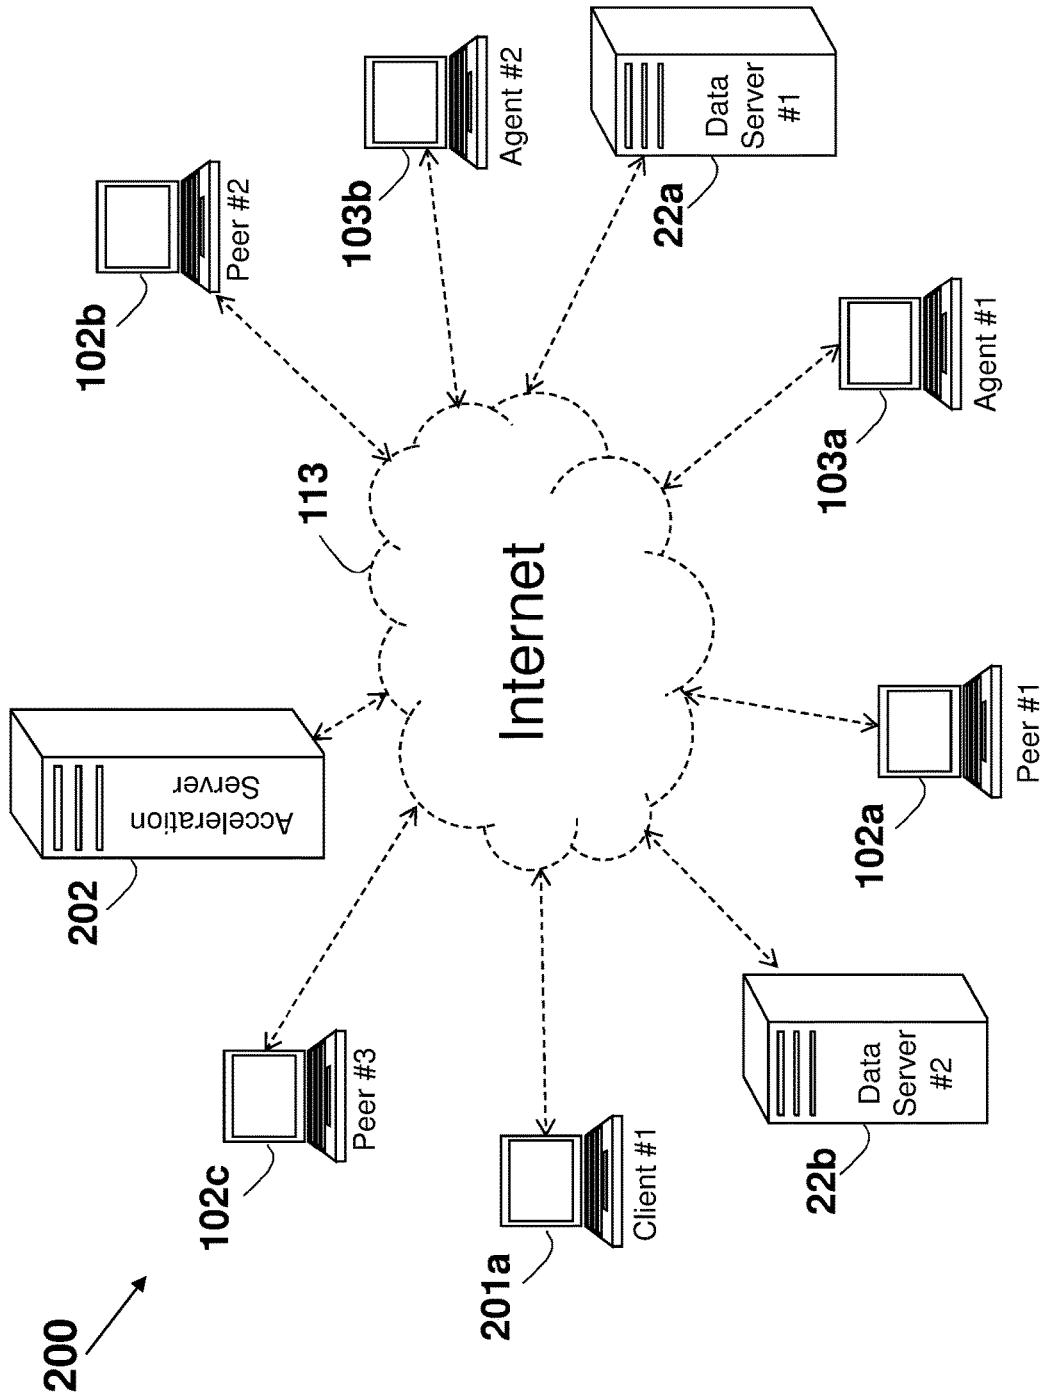 200
202
Acceleration
Server
102b
Peer #2
102c
Peer #3
113
103b
Agent #2
201a
Client #1
Internet
22a
Data
Server
#1
22b
Data
Server
#2
102a
Peer #1
103a
Agent #1